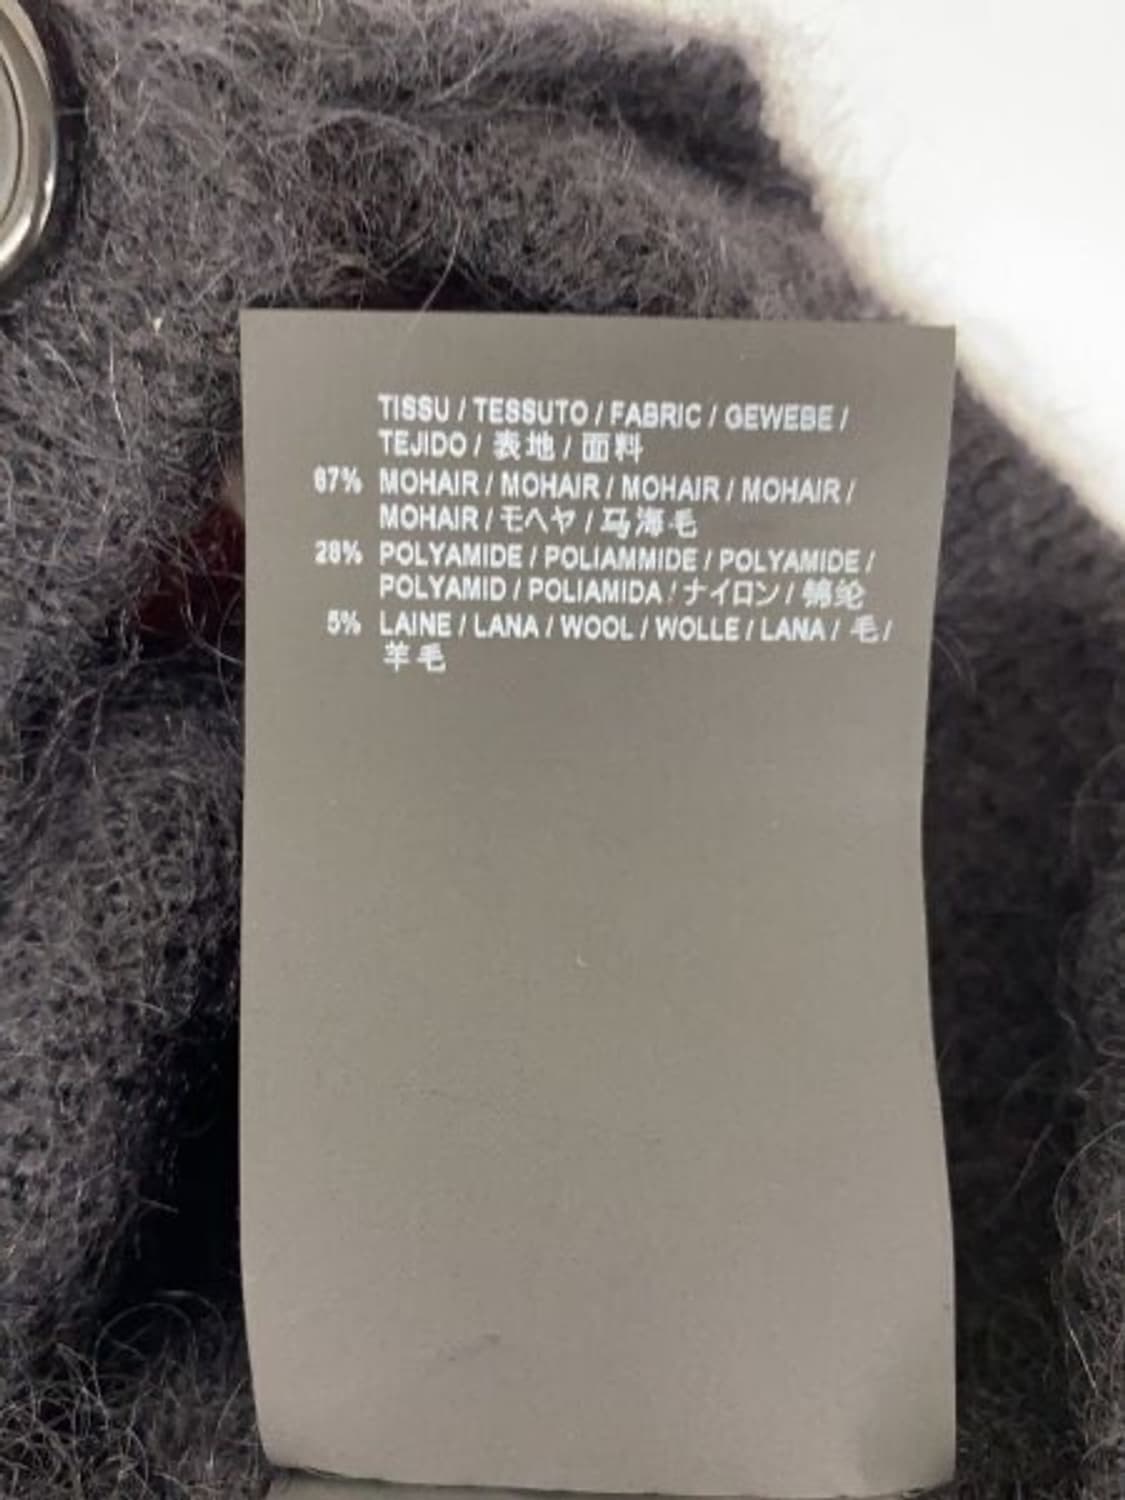 TISSU / TESSUTO / FABRIC / GEWEBE /
TEJIDO / 表地 / 面料
67% MOHAIR / MOHAIR / MOHAIR / MOHAIR /
MOHAIR / モヘヤ / 马海毛
28% POLYAMIDE / POLIAMMIDE / POLYAMIDE /
POLYAMID / POLIAMIDA / ナイロン / 锦纶
5% LAINE / LANA / WOOL / WOLLE / LANA / 毛 /
羊毛